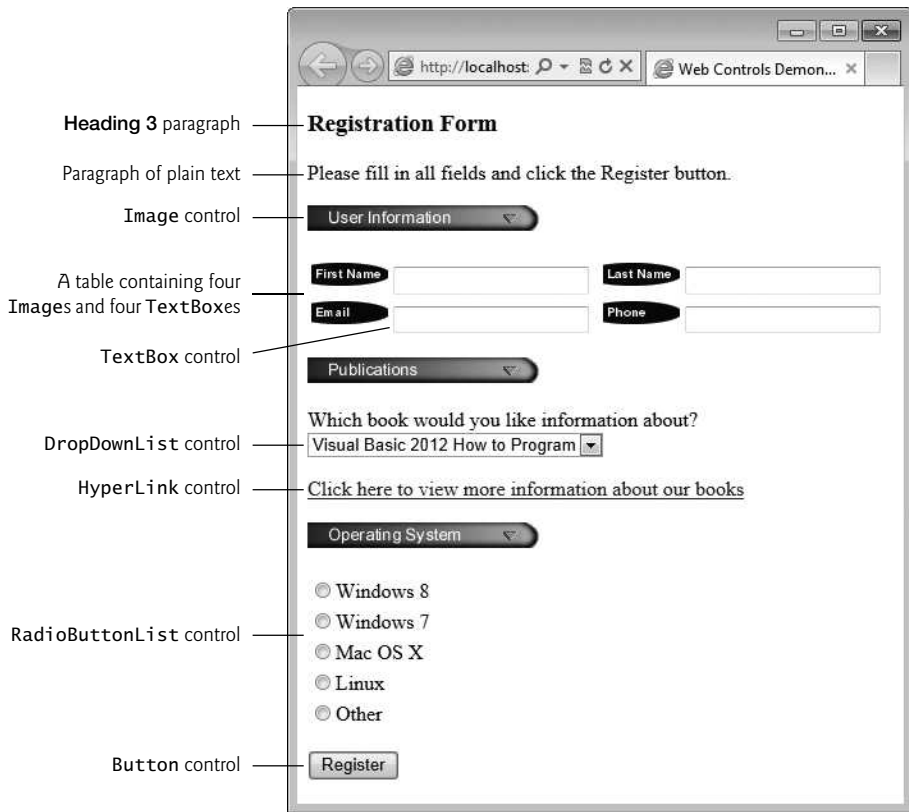 http://localhost:
Web Controls Demon...
Heading 3 paragraph
Registration Form
Paragraph of plain text
Please fill in all fields and click the Register button.
Image control
User Information
A table containing four
Images and four TextBoxes
First Name
Last Name
Email
Phone
TextBox control
Publications
Which book would you like information about?
DropDownList control
Visual Basic 2012 How to Program
HyperLink control
Click here to view more information about our books
Operating System
Windows 8
Windows 7
RadioButtonList control
Mac OS X
Linux
Other
Button control
Register